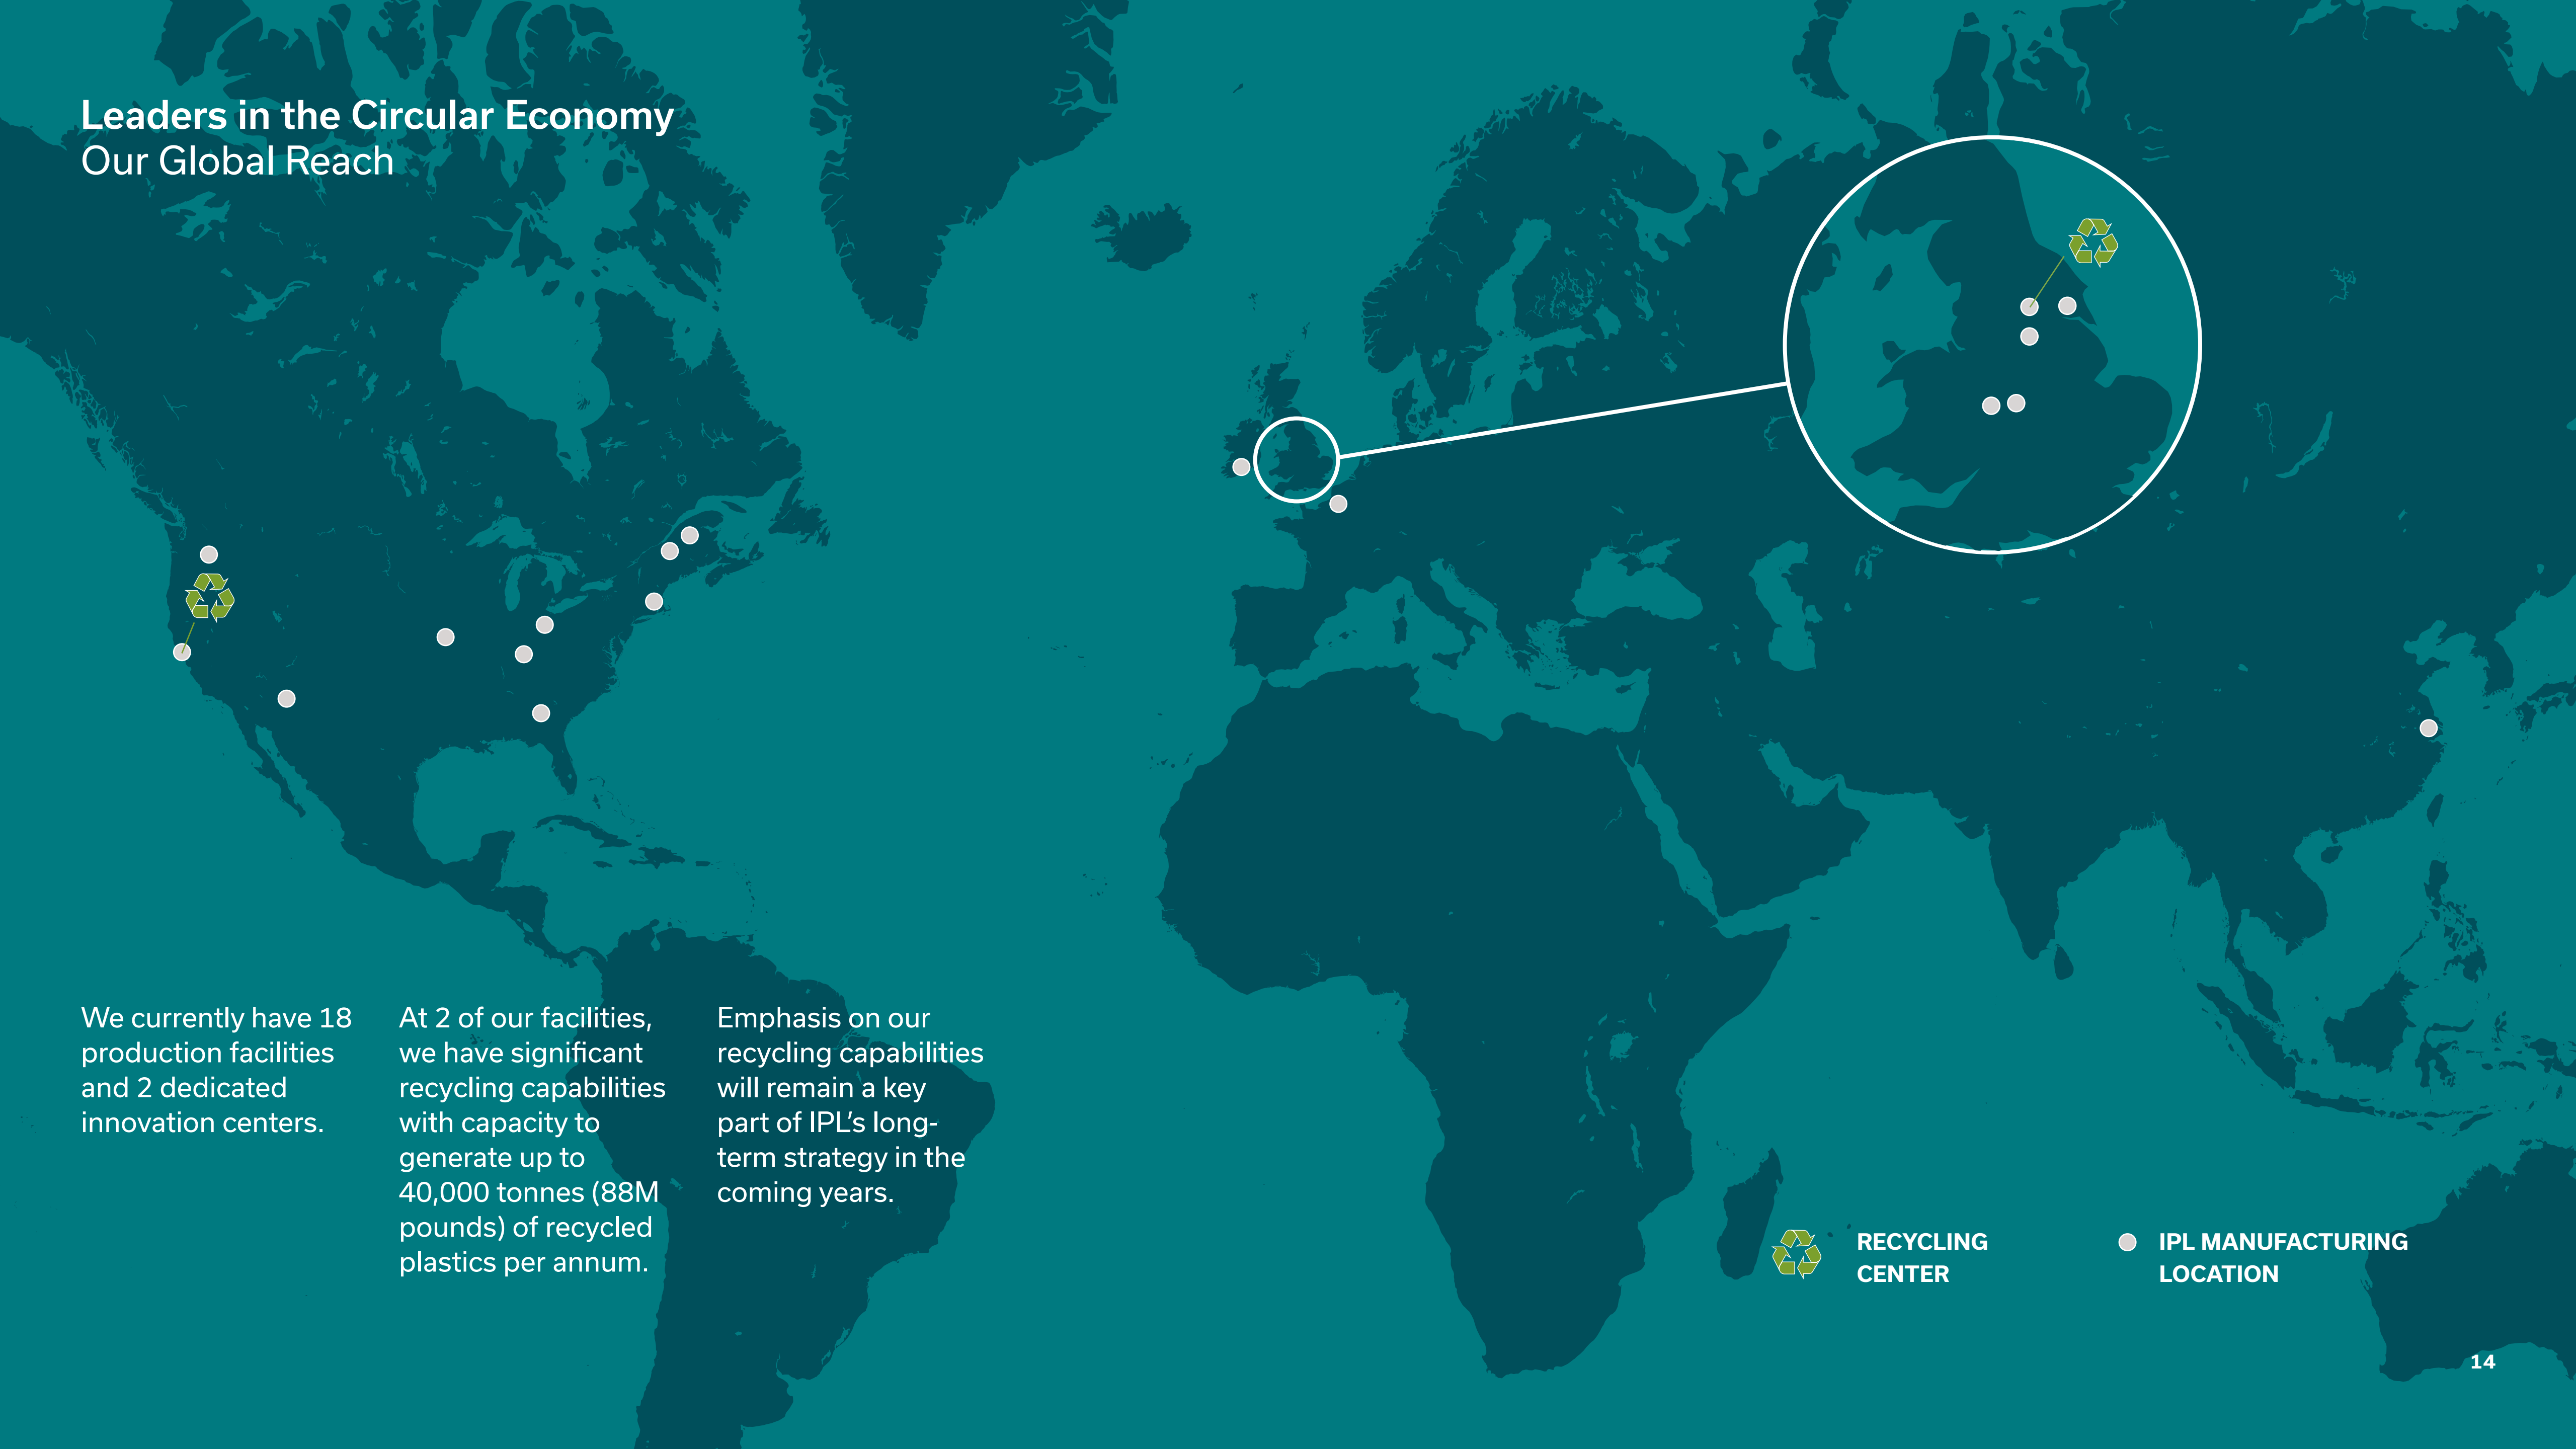 Leaders in the Circular Economy
Our Global Reach
We currently have 18
production facilities
and 2 dedicated
innovation centers.
At 2 of our facilities,
we have significant
recycling capabilities
with capacity to
generate up to
40,000 tonnes (88M
pounds) of recycled
plastics per annum.
Emphasis on our
recycling capabilities
will remain a key
part of IPL’s long-
term strategy in the
coming years.
RECYCLING
CENTER
IPL MANUFACTURING
LOCATION
14